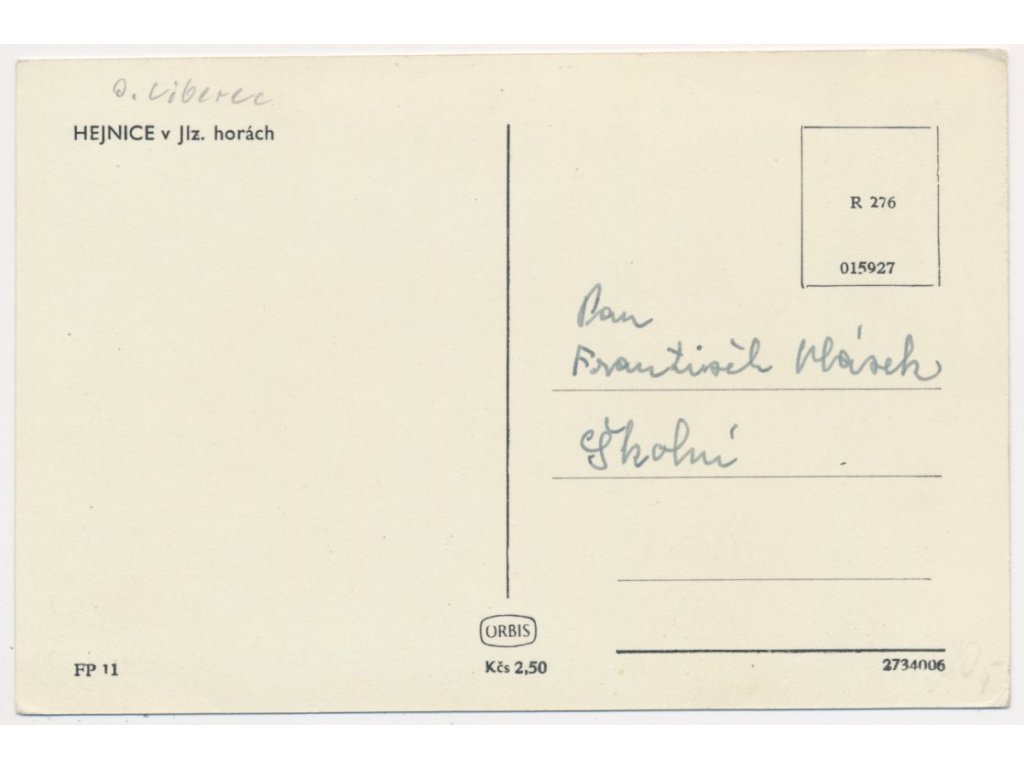 o. Liberec
HEJNICE v Jlz. horách
R 276
015927
Pan
František Vlásek
Školní
ORBIS
FP 11
Kčs 2,50
2734006